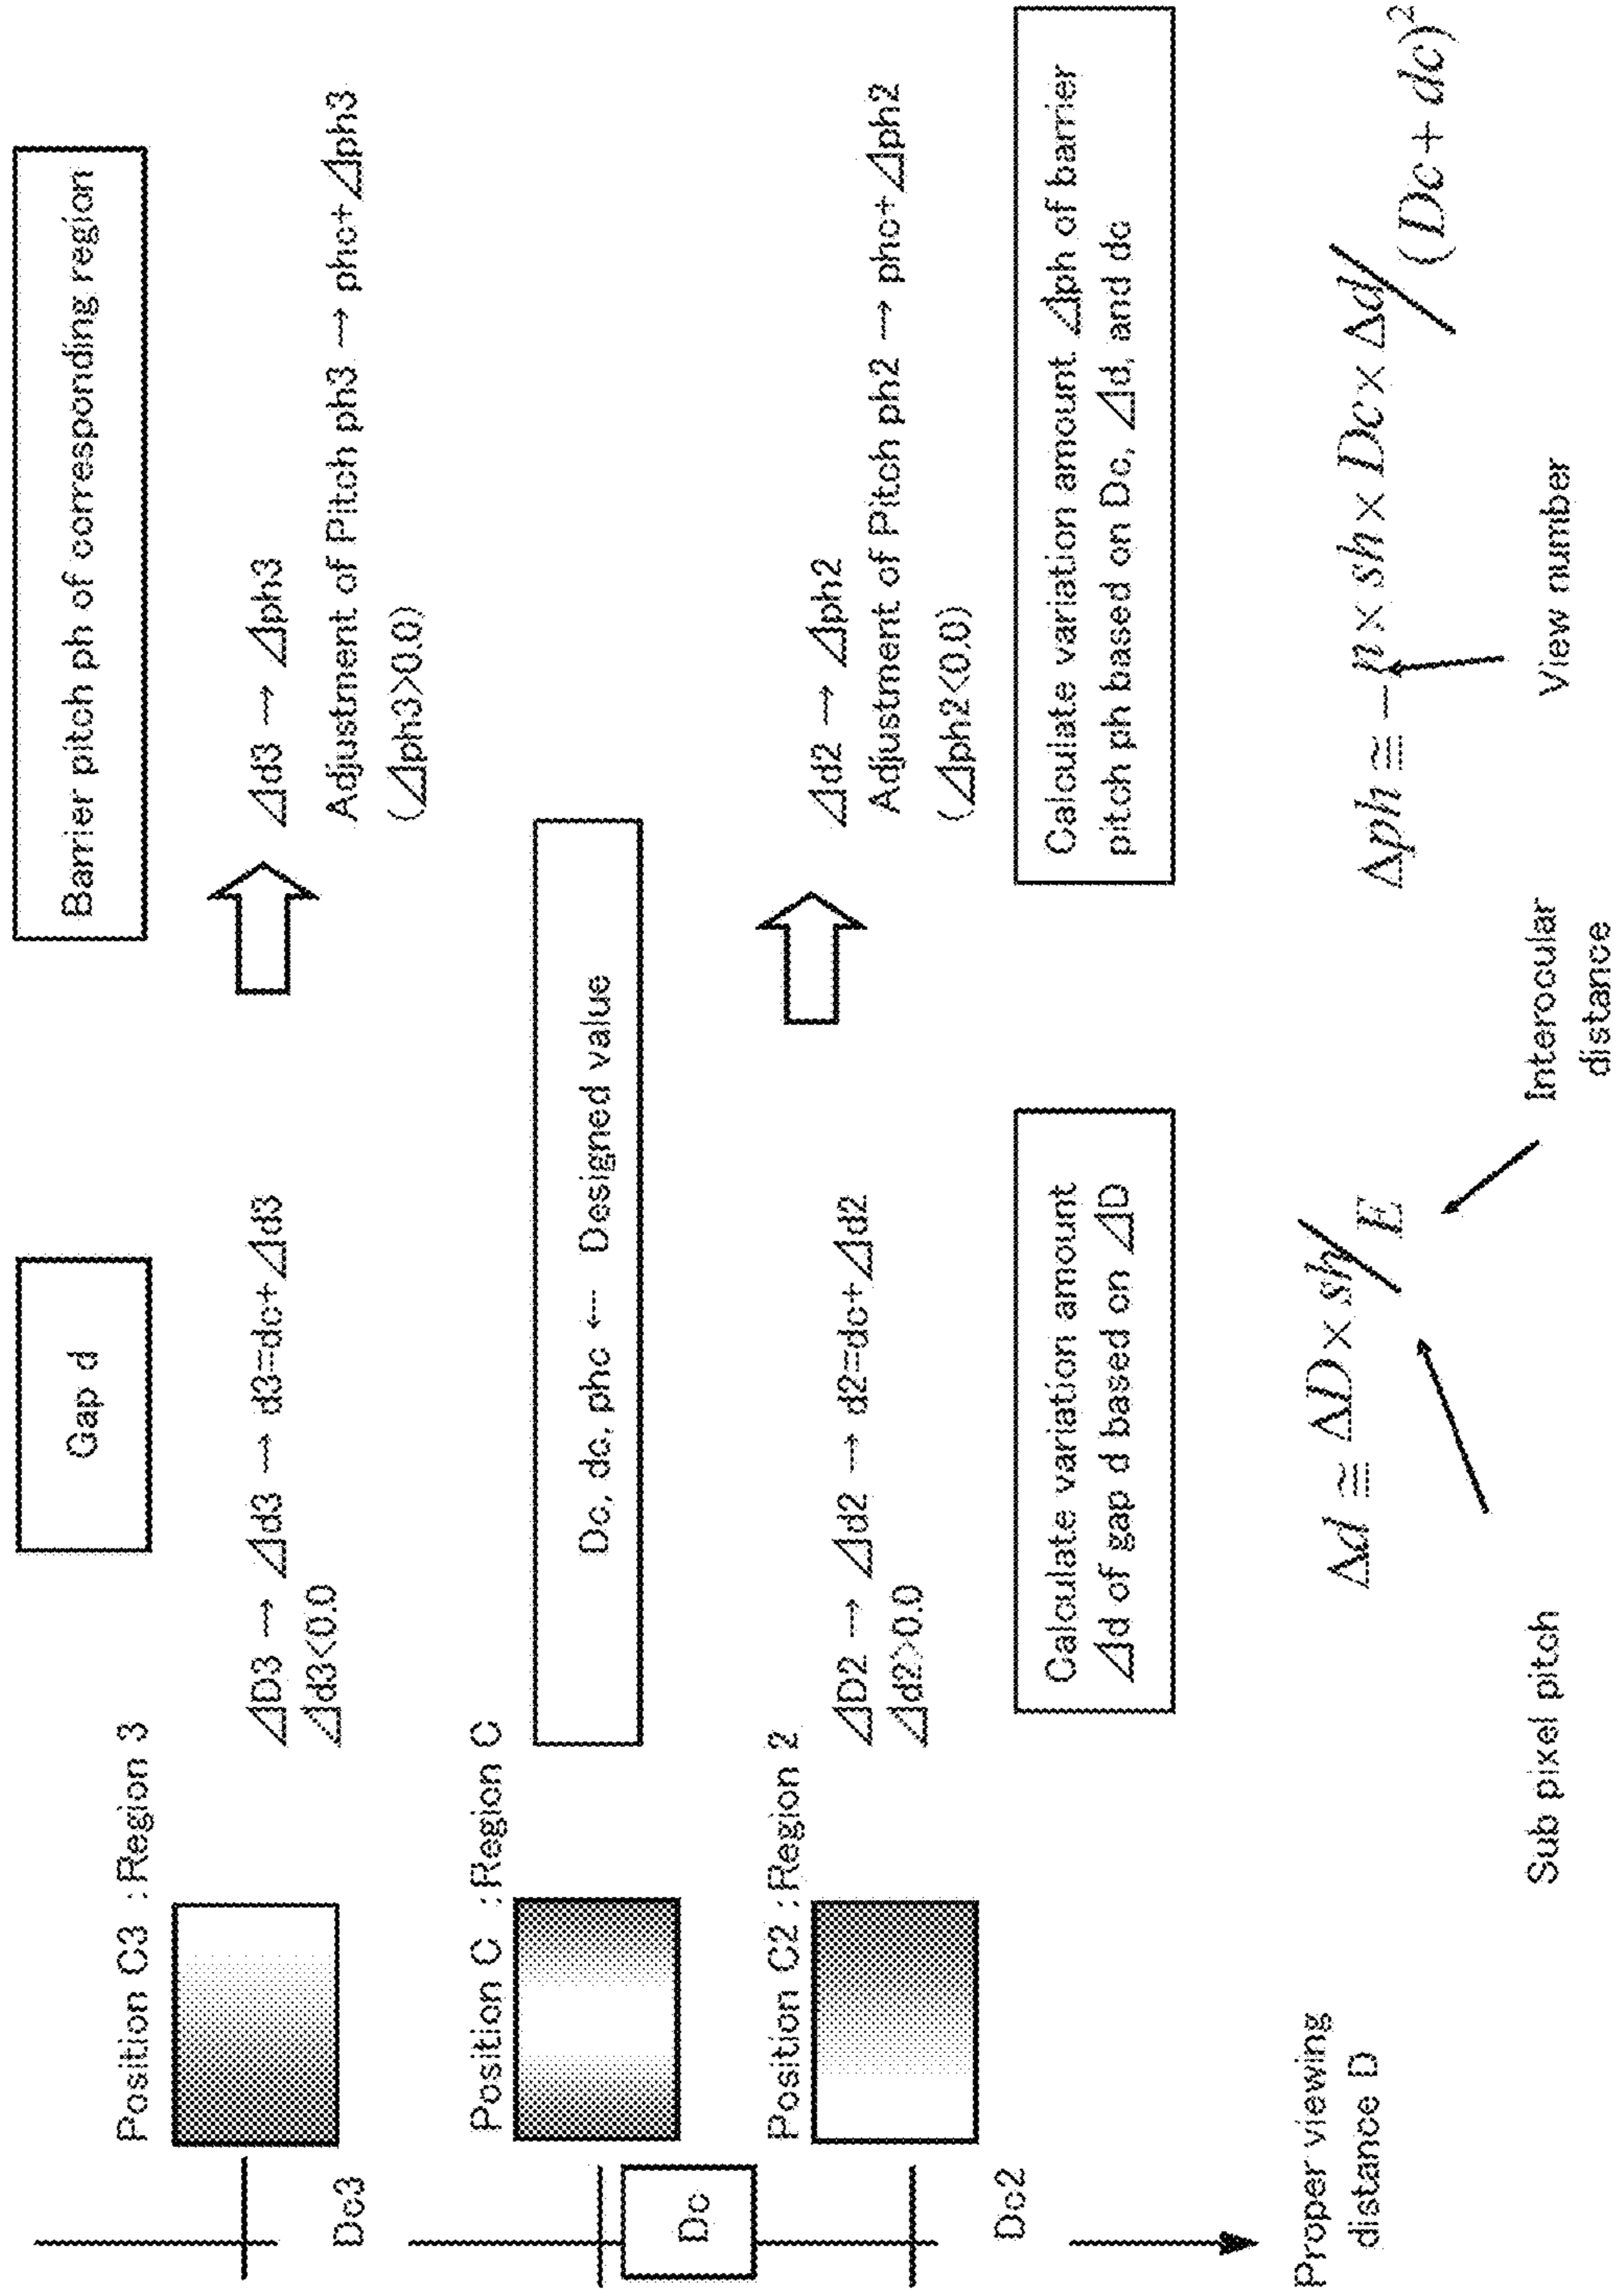 Gap d
Barrier pitch ph of corresponding region
Position C3 : Region 3
Dc3
⊿D3 → ⊿d3 → d3=dc+⊿d3
⊿d3<0.0
⊿d3 → ⊿ph3
Adjustment of Pitch ph3 → phc+⊿ph3
(⊿ph3>0.0)
Position C : Region C
Dc
Dc, dc, phc ← Designed value
Position C2 : Region 2
Dc2
⊿D2 → ⊿d2 → d2=dc+⊿d2
⊿d2>0.0
⊿d2 → ⊿ph2
Adjustment of Pitch ph2 → phc+⊿ph2
(⊿ph2<0.0)
Calculate variation amount
⊿d of gap d based on ⊿D
Calculate variation amount ⊿ph of barrier
pitch ph based on Dc, ⊿d, and dc
Proper viewing
distance D
Δd ≅ ΔD × sh / E
Δph ≅ − n × sh × Dc × Δd / (Dc + dc)²
Sub pixel pitch
Interocular
distance
View number